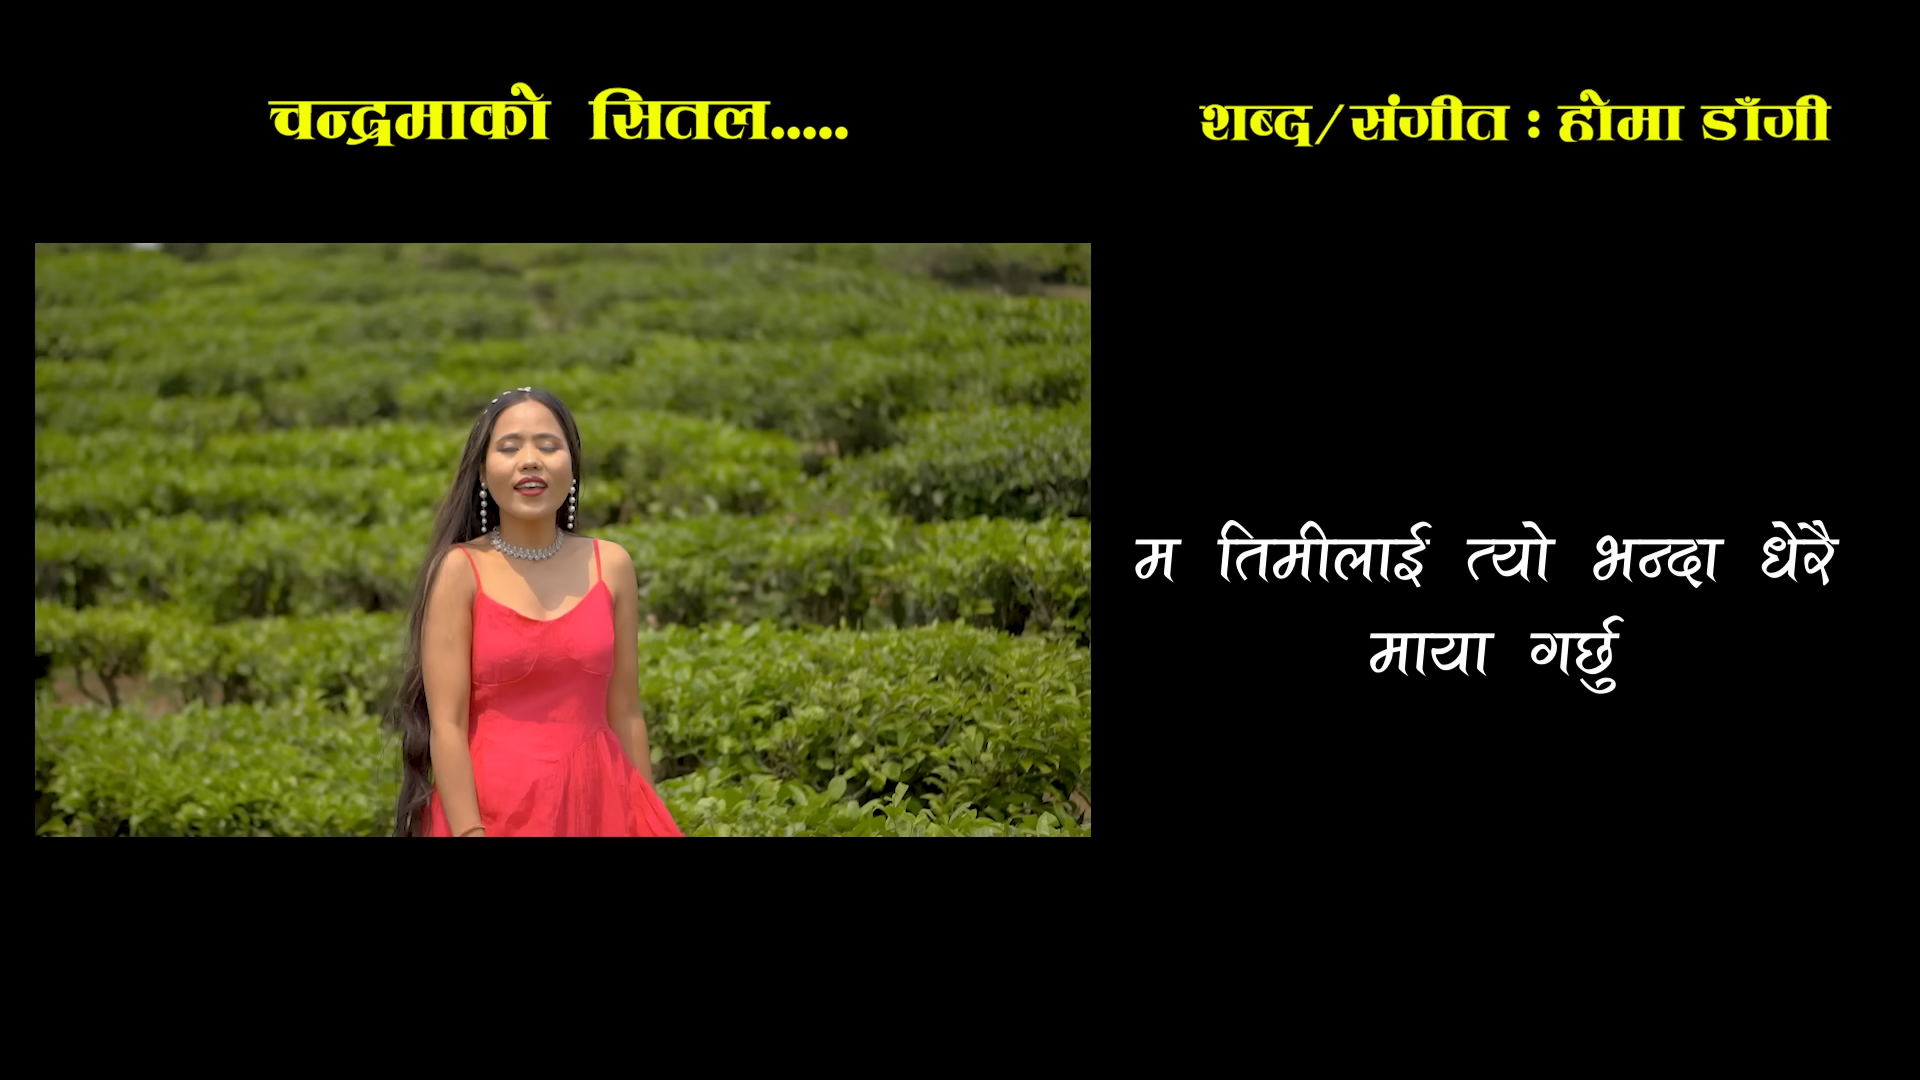 चन्द्रमाको सितल.....
शब्द/संगीत : होमा डाँगी
म तिमीलाई त्यो भन्दा धेरै
माया गर्छु